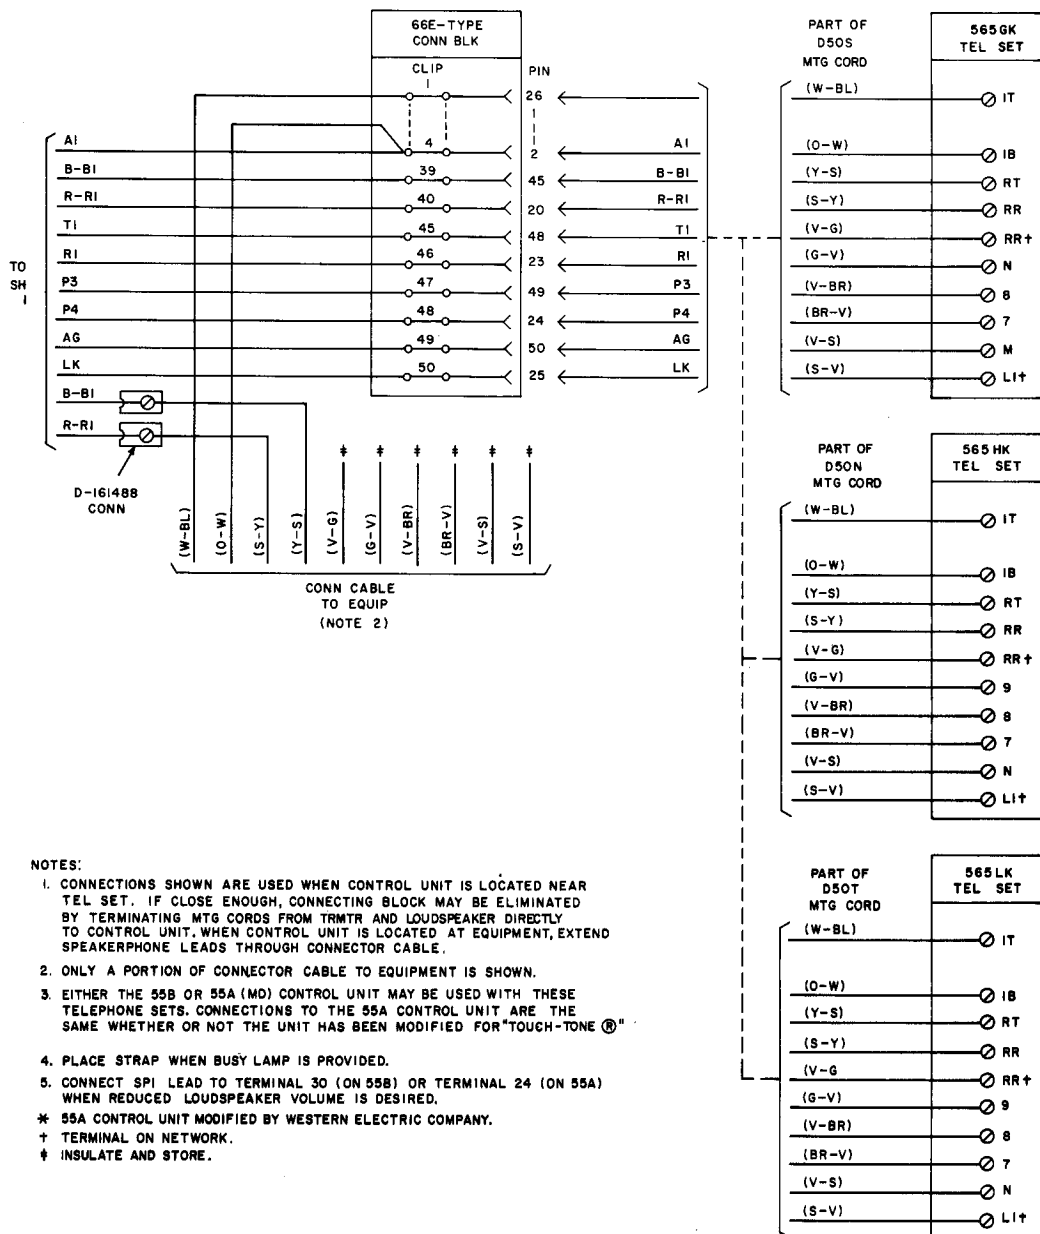 66E-TYPE
CONN BLK
CLIP
PIN
26
A1
4
2
A1
B-B1
39
45
B-B1
R-R1
40
20
R-R1
T1
45
48
T1
R1
46
23
R1
P3
47
49
P3
P4
48
24
P4
AG
49
50
AG
LK
50
25
LK
B-B1
R-R1
TO
SH
1
D-161488
CONN
(W-BL)
(O-W)
(S-Y)
(Y-S)
‡ (V-G)
‡ (G-V)
‡ (V-BR)
‡ (BR-V)
‡ (V-S)
‡ (S-V)
CONN CABLE
TO EQUIP
(NOTE 2)
PART OF
D50S
MTG CORD
565GK
TEL SET
(W-BL) 1T
(O-W) 1B
(Y-S) RT
(S-Y) RR
(V-G) RR†
(G-V) N
(V-BR) 8
(BR-V) 7
(V-S) M
(S-V) L1†
PART OF
D50N
MTG CORD
565HK
TEL SET
(W-BL) 1T
(O-W) 1B
(Y-S) RT
(S-Y) RR
(V-G) RR†
(G-V) 9
(V-BR) 8
(BR-V) 7
(V-S) N
(S-V) L1†
PART OF
D50T
MTG CORD
565LK
TEL SET
(W-BL) 1T
(O-W) 1B
(Y-S) RT
(S-Y) RR
(V-G RR†
(G-V) 9
(V-BR) 8
(BR-V) 7
(V-S) N
(S-V) L1†
NOTES:
1. CONNECTIONS SHOWN ARE USED WHEN CONTROL UNIT IS LOCATED NEAR
TEL SET. IF CLOSE ENOUGH, CONNECTING BLOCK MAY BE ELIMINATED
BY TERMINATING MTG CORDS FROM TRMTR AND LOUDSPEAKER DIRECTLY
TO CONTROL UNIT. WHEN CONTROL UNIT IS LOCATED AT EQUIPMENT, EXTEND
SPEAKERPHONE LEADS THROUGH CONNECTOR CABLE.
2. ONLY A PORTION OF CONNECTOR CABLE TO EQUIPMENT IS SHOWN.
3. EITHER THE 55B OR 55A (MD) CONTROL UNIT MAY BE USED WITH THESE
TELEPHONE SETS. CONNECTIONS TO THE 55A CONTROL UNIT ARE THE
SAME WHETHER OR NOT THE UNIT HAS BEEN MODIFIED FOR "TOUCH-TONE ®"
4. PLACE STRAP WHEN BUSY LAMP IS PROVIDED.
5. CONNECT SP1 LEAD TO TERMINAL 30 (ON 55B) OR TERMINAL 24 (ON 55A)
WHEN REDUCED LOUDSPEAKER VOLUME IS DESIRED.
* 55A CONTROL UNIT MODIFIED BY WESTERN ELECTRIC COMPANY.
† TERMINAL ON NETWORK.
‡ INSULATE AND STORE.